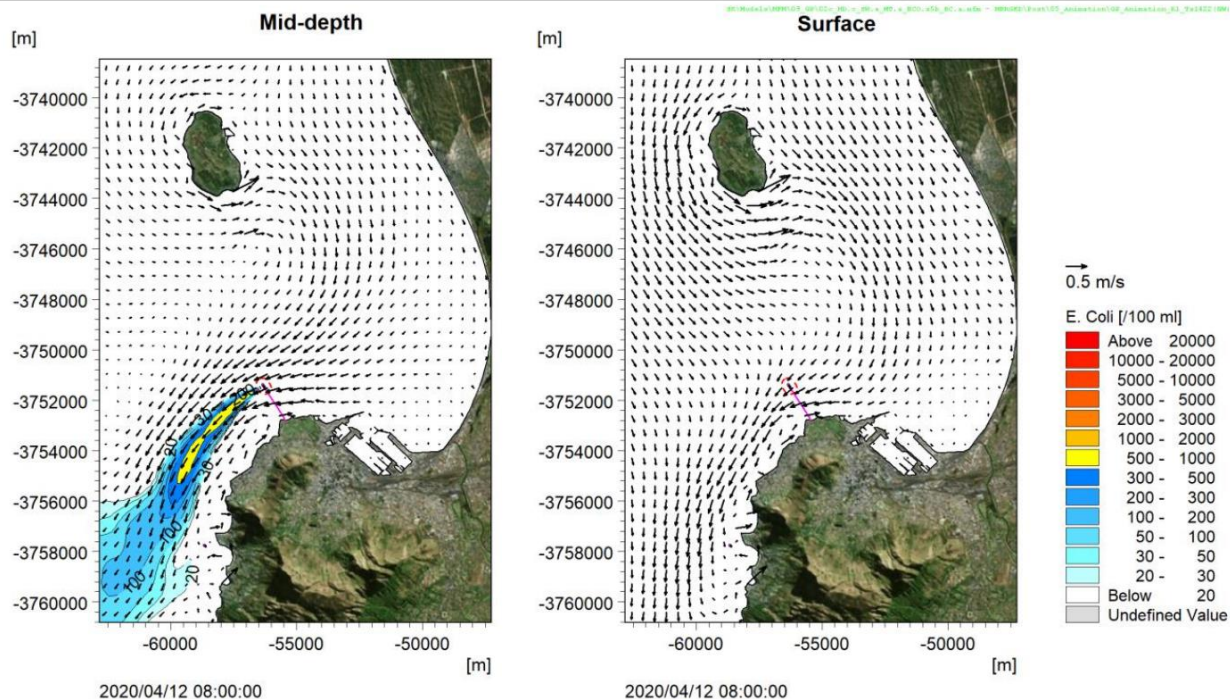 Mid-depth
Surface
[m]
[m]
-3740000
-3742000
-3744000
-3746000
-3748000
-3750000
-3752000
-3754000
-3756000
-3758000
-3760000
-3740000
-3742000
-3744000
-3746000
-3748000
-3750000
-3752000
-3754000
-3756000
-3758000
-3760000
200
30
20
30
100
100
20
-60000 -55000 -50000
[m]
-60000 -55000 -50000
[m]
2020/04/12 08:00:00
2020/04/12 08:00:00
0.5 m/s
E. Coli [/100 ml]
Above 20000
10000 - 20000
5000 - 10000
3000 - 5000
2000 - 3000
1000 - 2000
500 - 1000
300 - 500
200 - 300
100 - 200
50 - 100
30 - 50
20 - 30
Below 20
Undefined Value